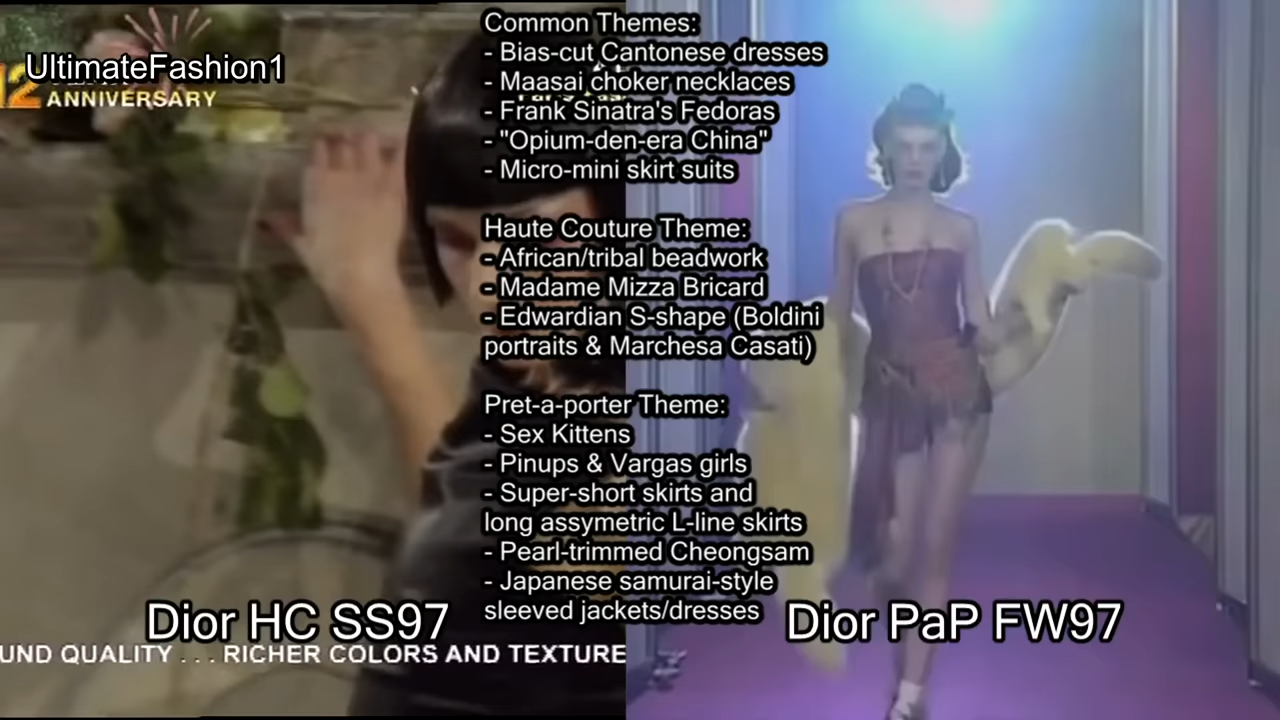 UltimateFashion1
12
ANNIVERSARY
Common Themes:
- Bias-cut Cantonese dresses
- Maasai choker necklaces
- Frank Sinatra's Fedoras
- "Opium-den-era China"
- Micro-mini skirt suits
Haute Couture Theme:
- African/tribal beadwork
- Madame Mizza Bricard
- Edwardian S-shape (Boldini
portraits & Marchesa Casati)
Pret-a-porter Theme:
- Sex Kittens
- Pinups & Vargas girls
- Super-short skirts and
long assymetric L-line skirts
- Pearl-trimmed Cheongsam
- Japanese samurai-style
sleeved jackets/dresses
Dior HC SS97
Dior PaP FW97
UND QUALITY . . . RICHER COLORS AND TEXTURE